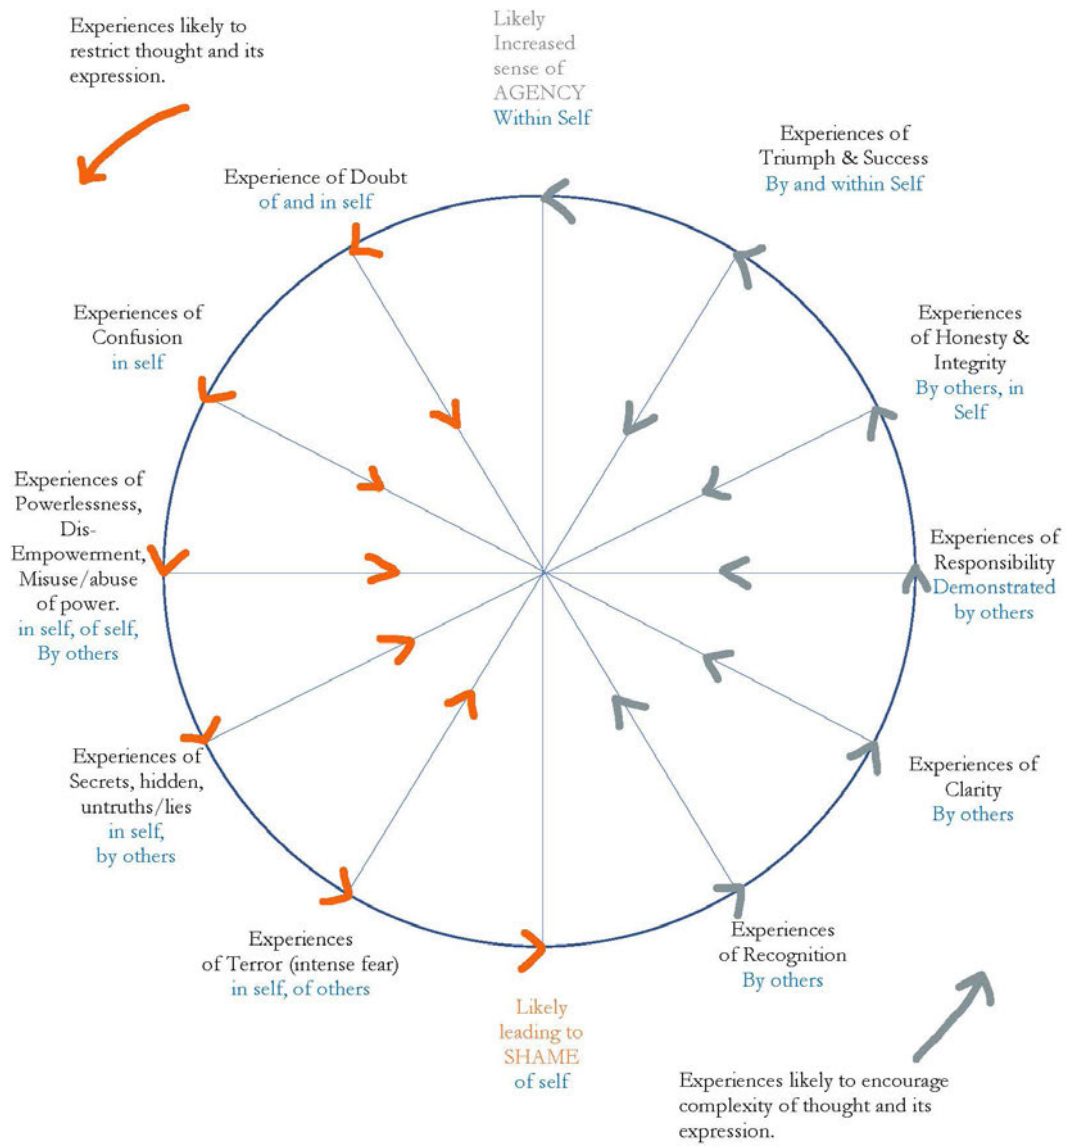 Experiences likely to
restrict thought and its
expression.
Likely
Increased
sense of
AGENCY
Within Self
Experiences of
Triumph & Success
By and within Self
Experience of Doubt
of and in self
Experiences of
Confusion
in self
Experiences
of Honesty &
Integrity
By others, in
Self
Experiences of
Powerlessness,
Dis-
Empowerment,
Misuse/abuse
of power.
in self, of self,
By others
Experiences of
Responsibility
Demonstrated
by others
Experiences of
Secrets, hidden,
untruths/lies
in self,
by others
Experiences of
Clarity
By others
Experiences
of Terror (intense fear)
in self, of others
Experiences
of Recognition
By others
Likely
leading to
SHAME
of self
Experiences likely to encourage
complexity of thought and its
expression.